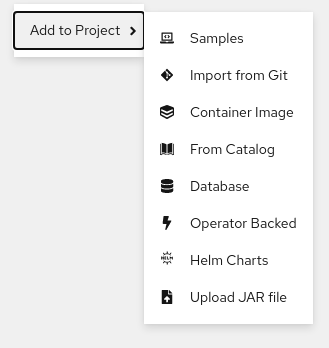 Add to Project
Samples
Import from Git
Container Image
From Catalog
Database
Operator Backed
HELM
Helm Charts
Upload JAR file